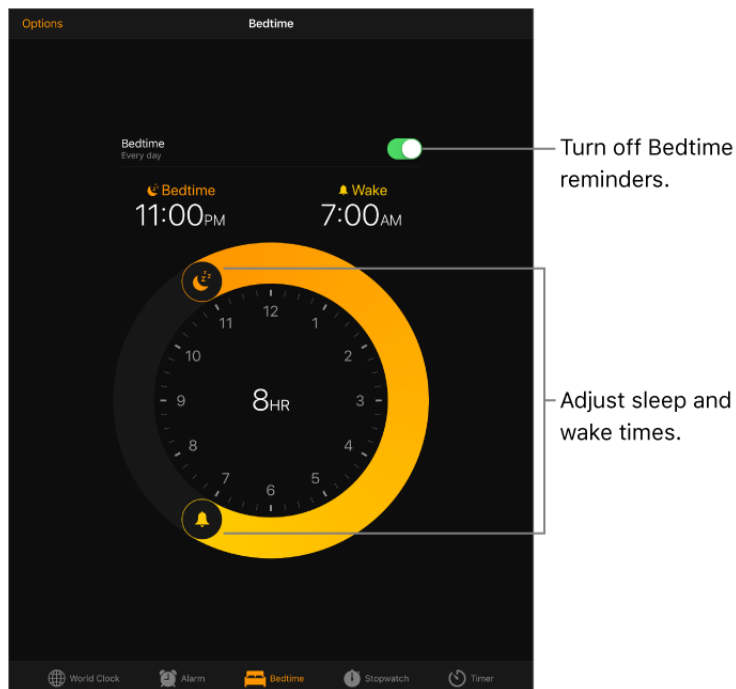 Options
Bedtime
Bedtime
Every day
Turn off Bedtime
reminders.
Bedtime
Wake
11:00PM
7:00AM
z z z
12
11
1
10
2
9
8HR
3
Adjust sleep and
wake times.
8
4
7
5
6
World Clock
Alarm
Bedtime
Stopwatch
Timer